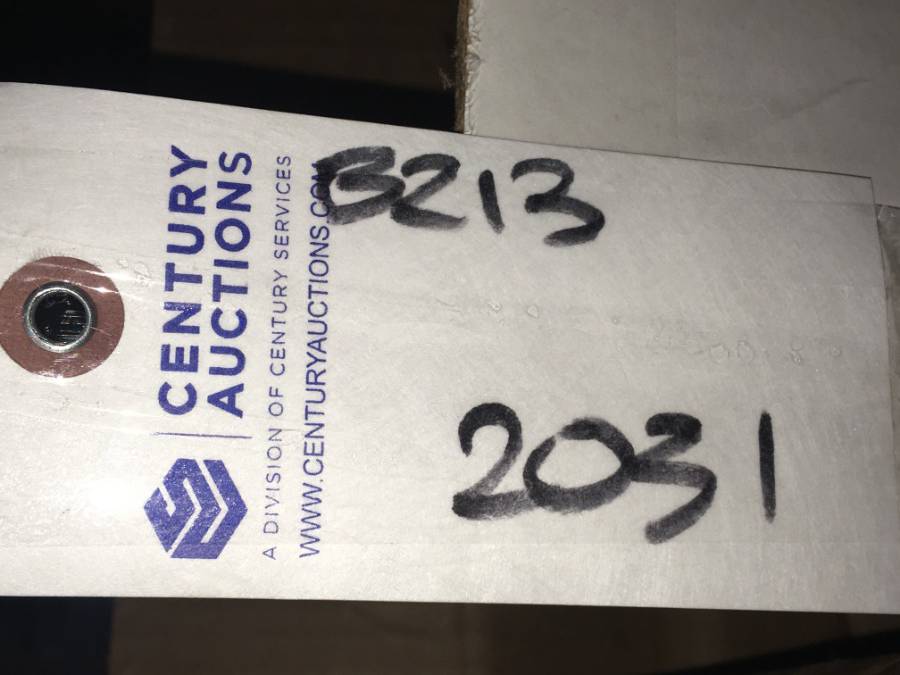 CENTURY
AUCTIONS
A DIVISION OF CENTURY SERVICES
WWW.CENTURYAUCTIONS.COM
B213
2031